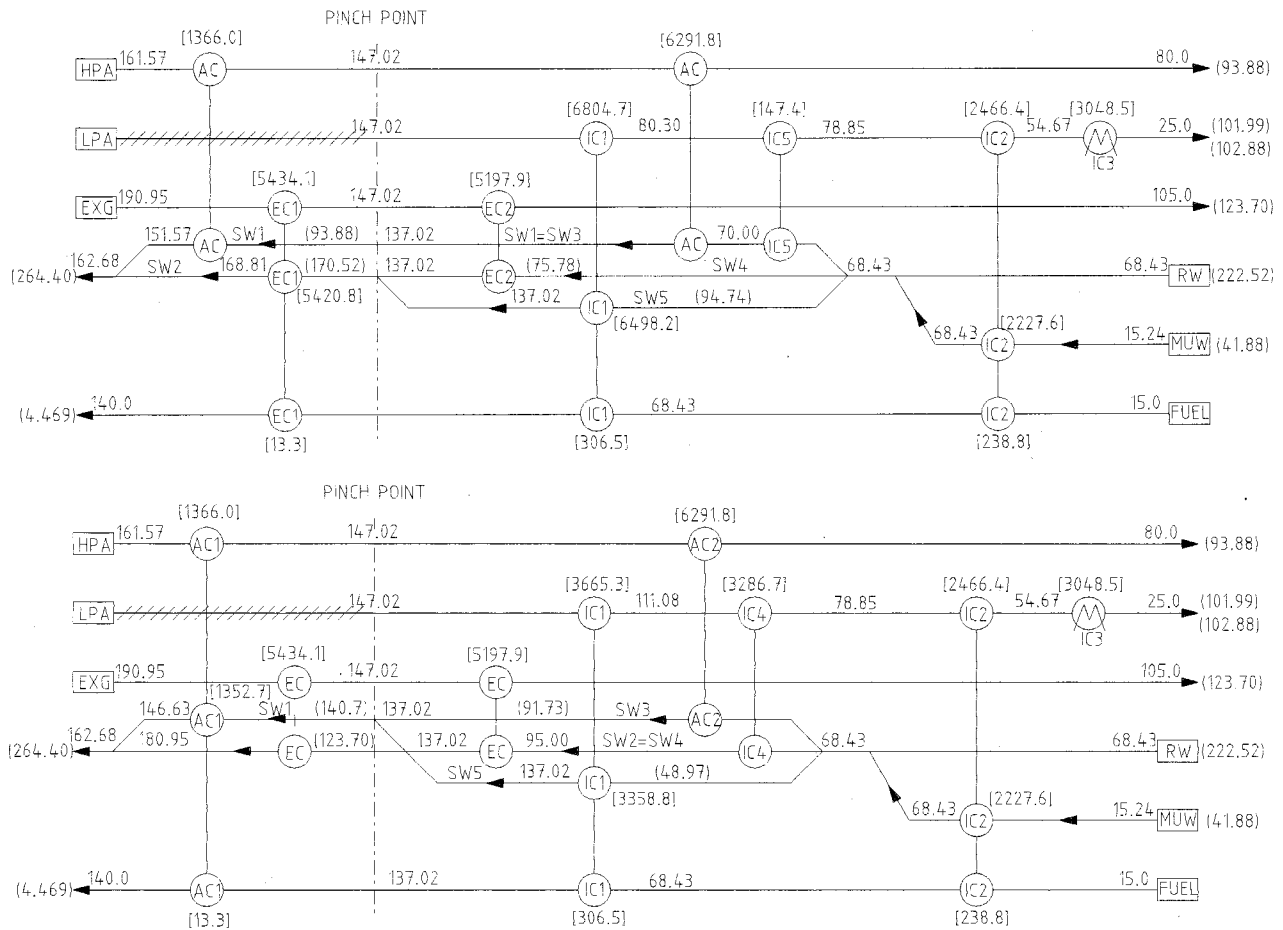 PINCH POINT
[1366.0] [6291.8]
HPA 161.57 AC 147.02 AC 80.0 (93.88)
[6804.7] [147.4] [2466.4] [3048.5]
LPA 147.02 IC1 80.30 IC5 78.85 IC2 54.67 IC3 25.0 (101.99)
(102.88)
[5434.1] [5197.9]
EXG 190.95 EC1 147.02 EC2 105.0 (123.70)
151.57 AC SW1 (93.88) 137.02 SW1=SW3 AC 70.00 IC5
(264.40) 162.68 SW2 168.81 EC1 (170.52) 137.02 EC2 (75.78) SW4 68.43 68.43 RW (222.52)
[5420.8] 137.02 IC1 SW5 (94.74)
[6498.2] [2227.6]
68.43 IC2 15.24 MUW (41.88)
(4.469) 140.0 EC1 IC1 68.43 IC2 15.0 FUEL
[13.3] [306.5] [238.8]
PINCH POINT
[1366.0] [6291.8]
HPA 161.57 AC1 147.02 AC2 80.0 (93.88)
[3665.3] [3286.7] [2466.4] [3048.5]
LPA 147.02 IC1 111.08 IC4 78.85 IC2 54.67 IC3 25.0 (101.99)
(102.88)
[5434.1] [5197.9]
EXG 190.95 EC 147.02 EC 105.0 (123.70)
[1352.7]
146.63 AC1 SW1 (140.7) 137.02 (91.73) SW3 AC2
(264.40) 162.68 180.95 EC (123.70) 137.02 EC 95.00 SW2=SW4 IC4 68.43 68.43 RW (222.52)
SW5 137.02 IC1 (48.97)
[3358.8] [2227.6]
68.43 IC2 15.24 MUW (41.88)
(4.469) 140.0 AC1 137.02 IC1 68.43 IC2 15.0 FUEL
[13.3] [306.5] [238.8]